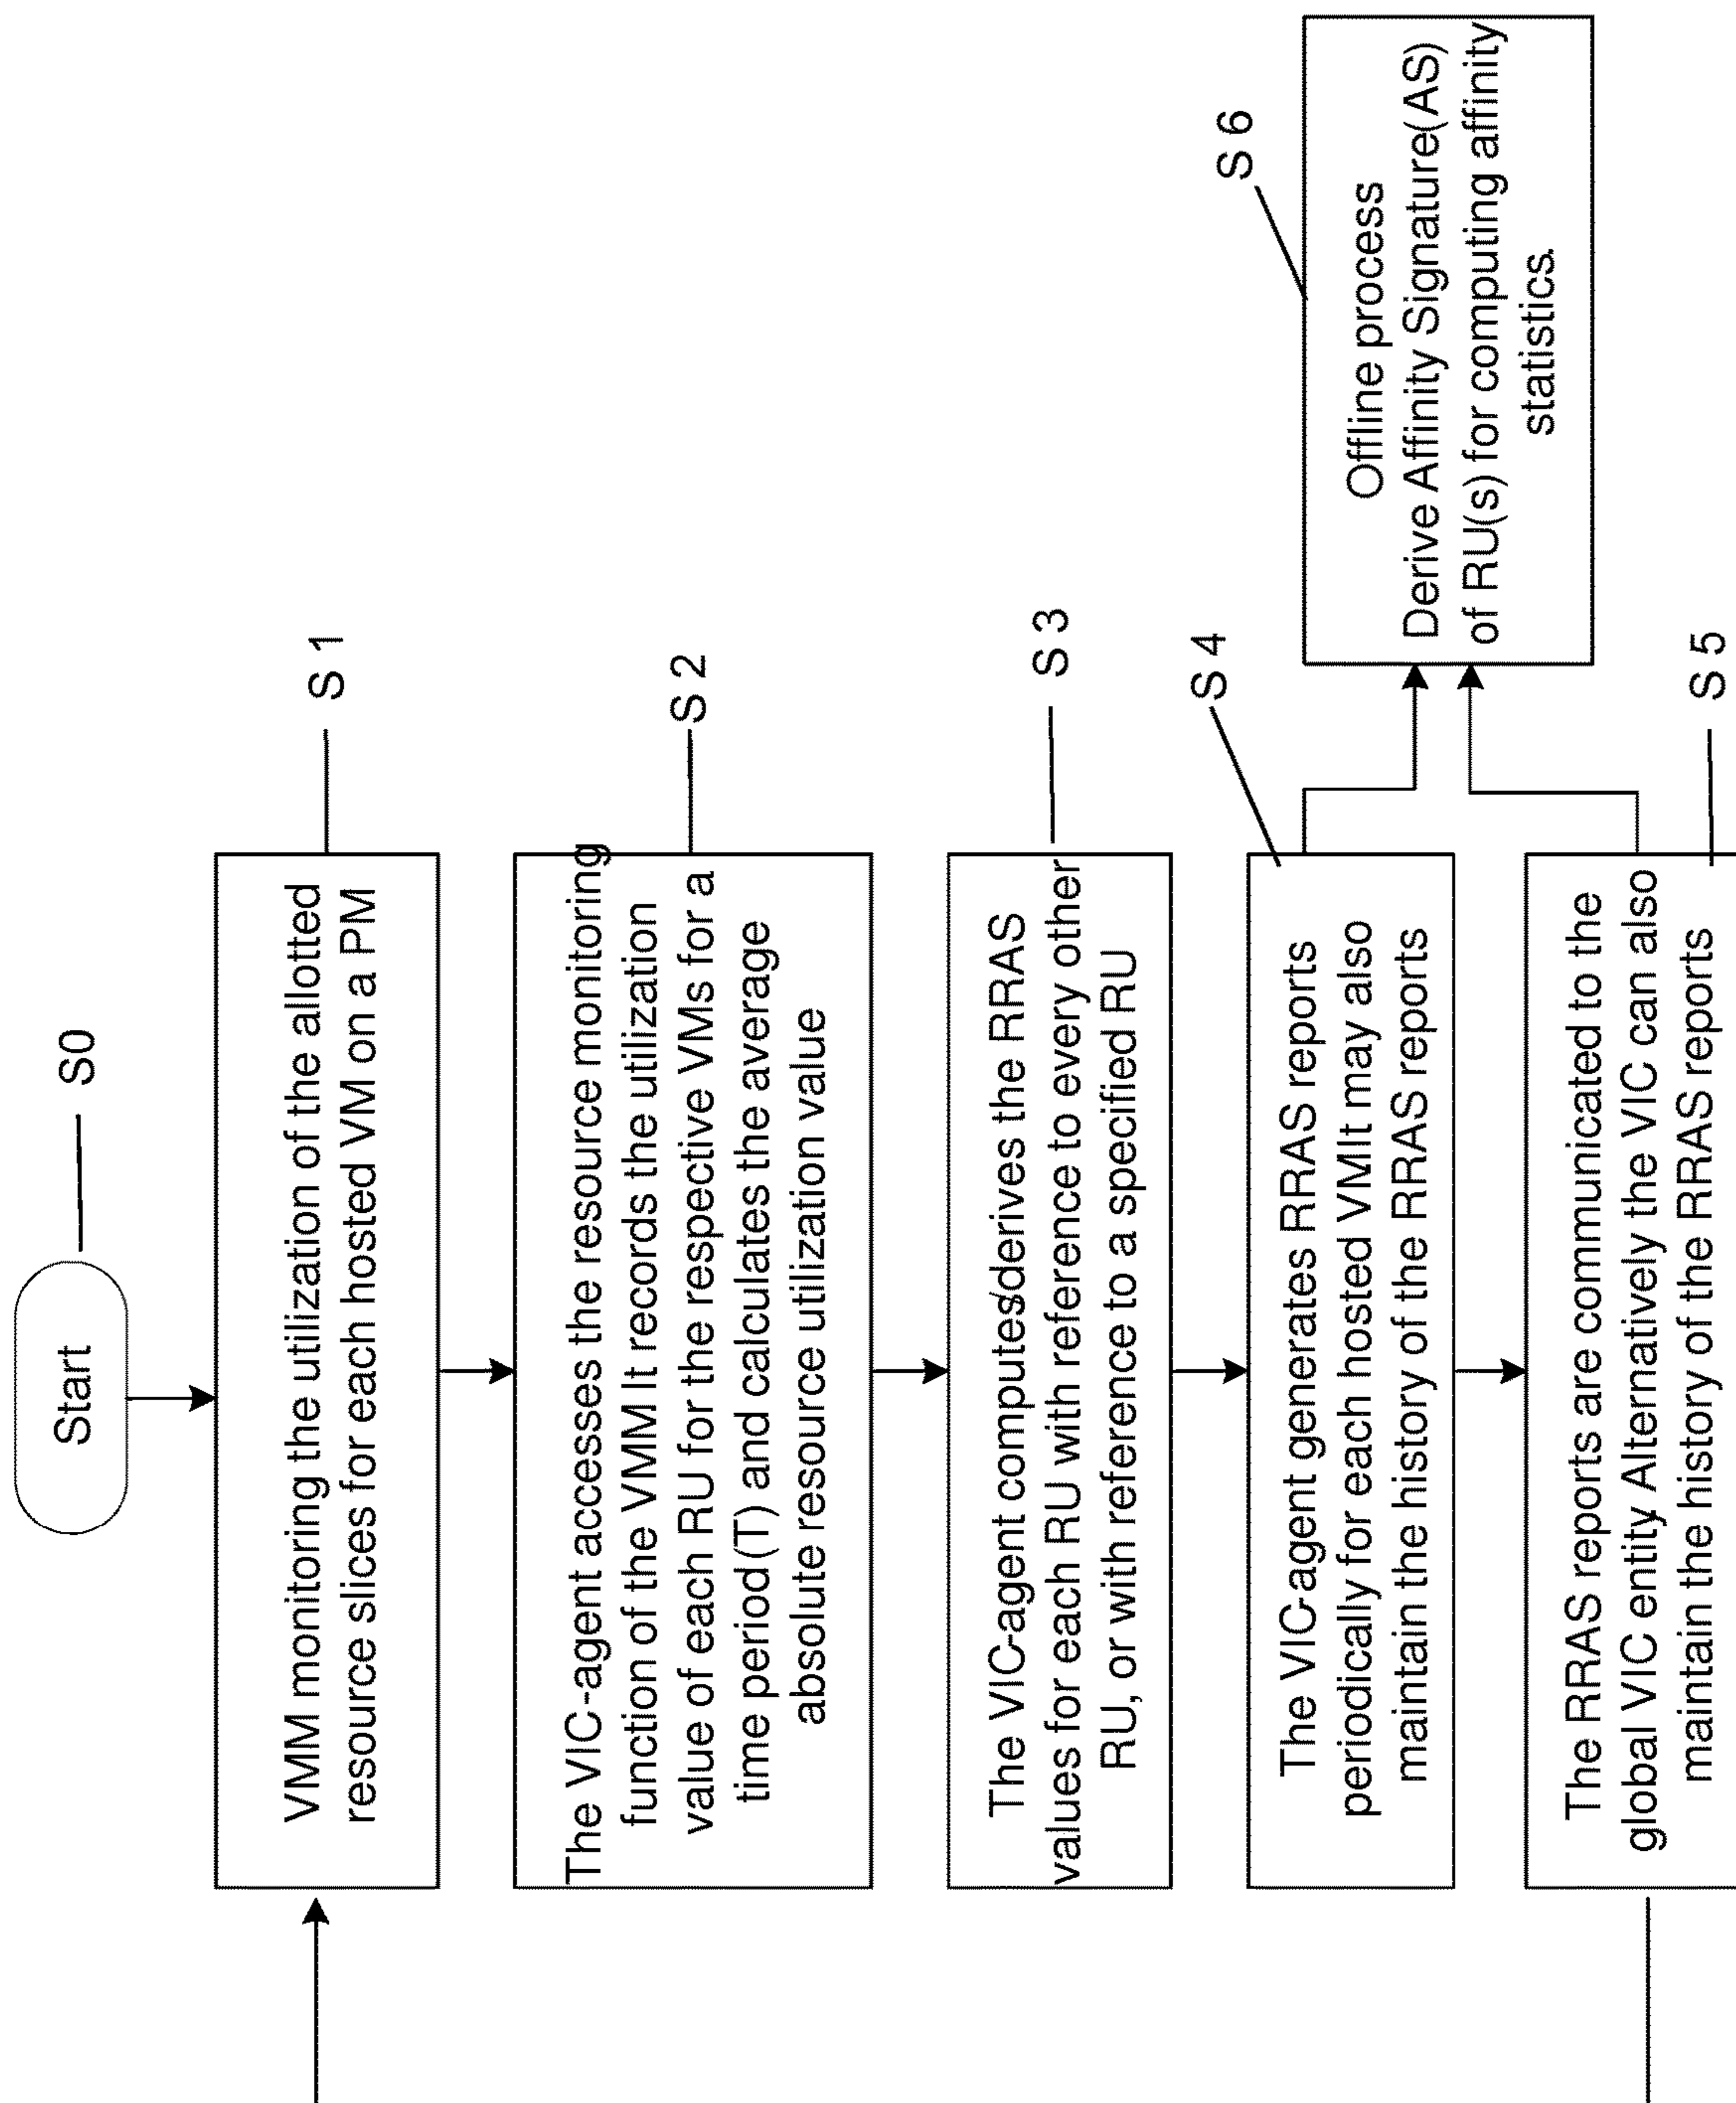 Start
S0
VMM monitoring the utilization of the allotted
resource slices for each hosted VM on a PM
S 1
The VIC-agent accesses the resource monitoring
function of the VMM It records the utilization
value of each RU for the respective VMs for a
time period (T) and calculates the average
absolute resource utilization value
S 2
The VIC-agent computes/derives the RRAS
values for each RU with reference to every other
RU, or with reference to a specified RU
S 3
The VIC-agent generates RRAS reports
periodically for each hosted VMIt may also
maintain the history of the RRAS reports
S 4
The RRAS reports are communicated to the
global VIC entity Alternatively the VIC can also
maintain the history of the RRAS reports
S 5
Offline process
Derive Affinity Signature(AS)
of RU(s) for computing affinity
statistics.
S 6